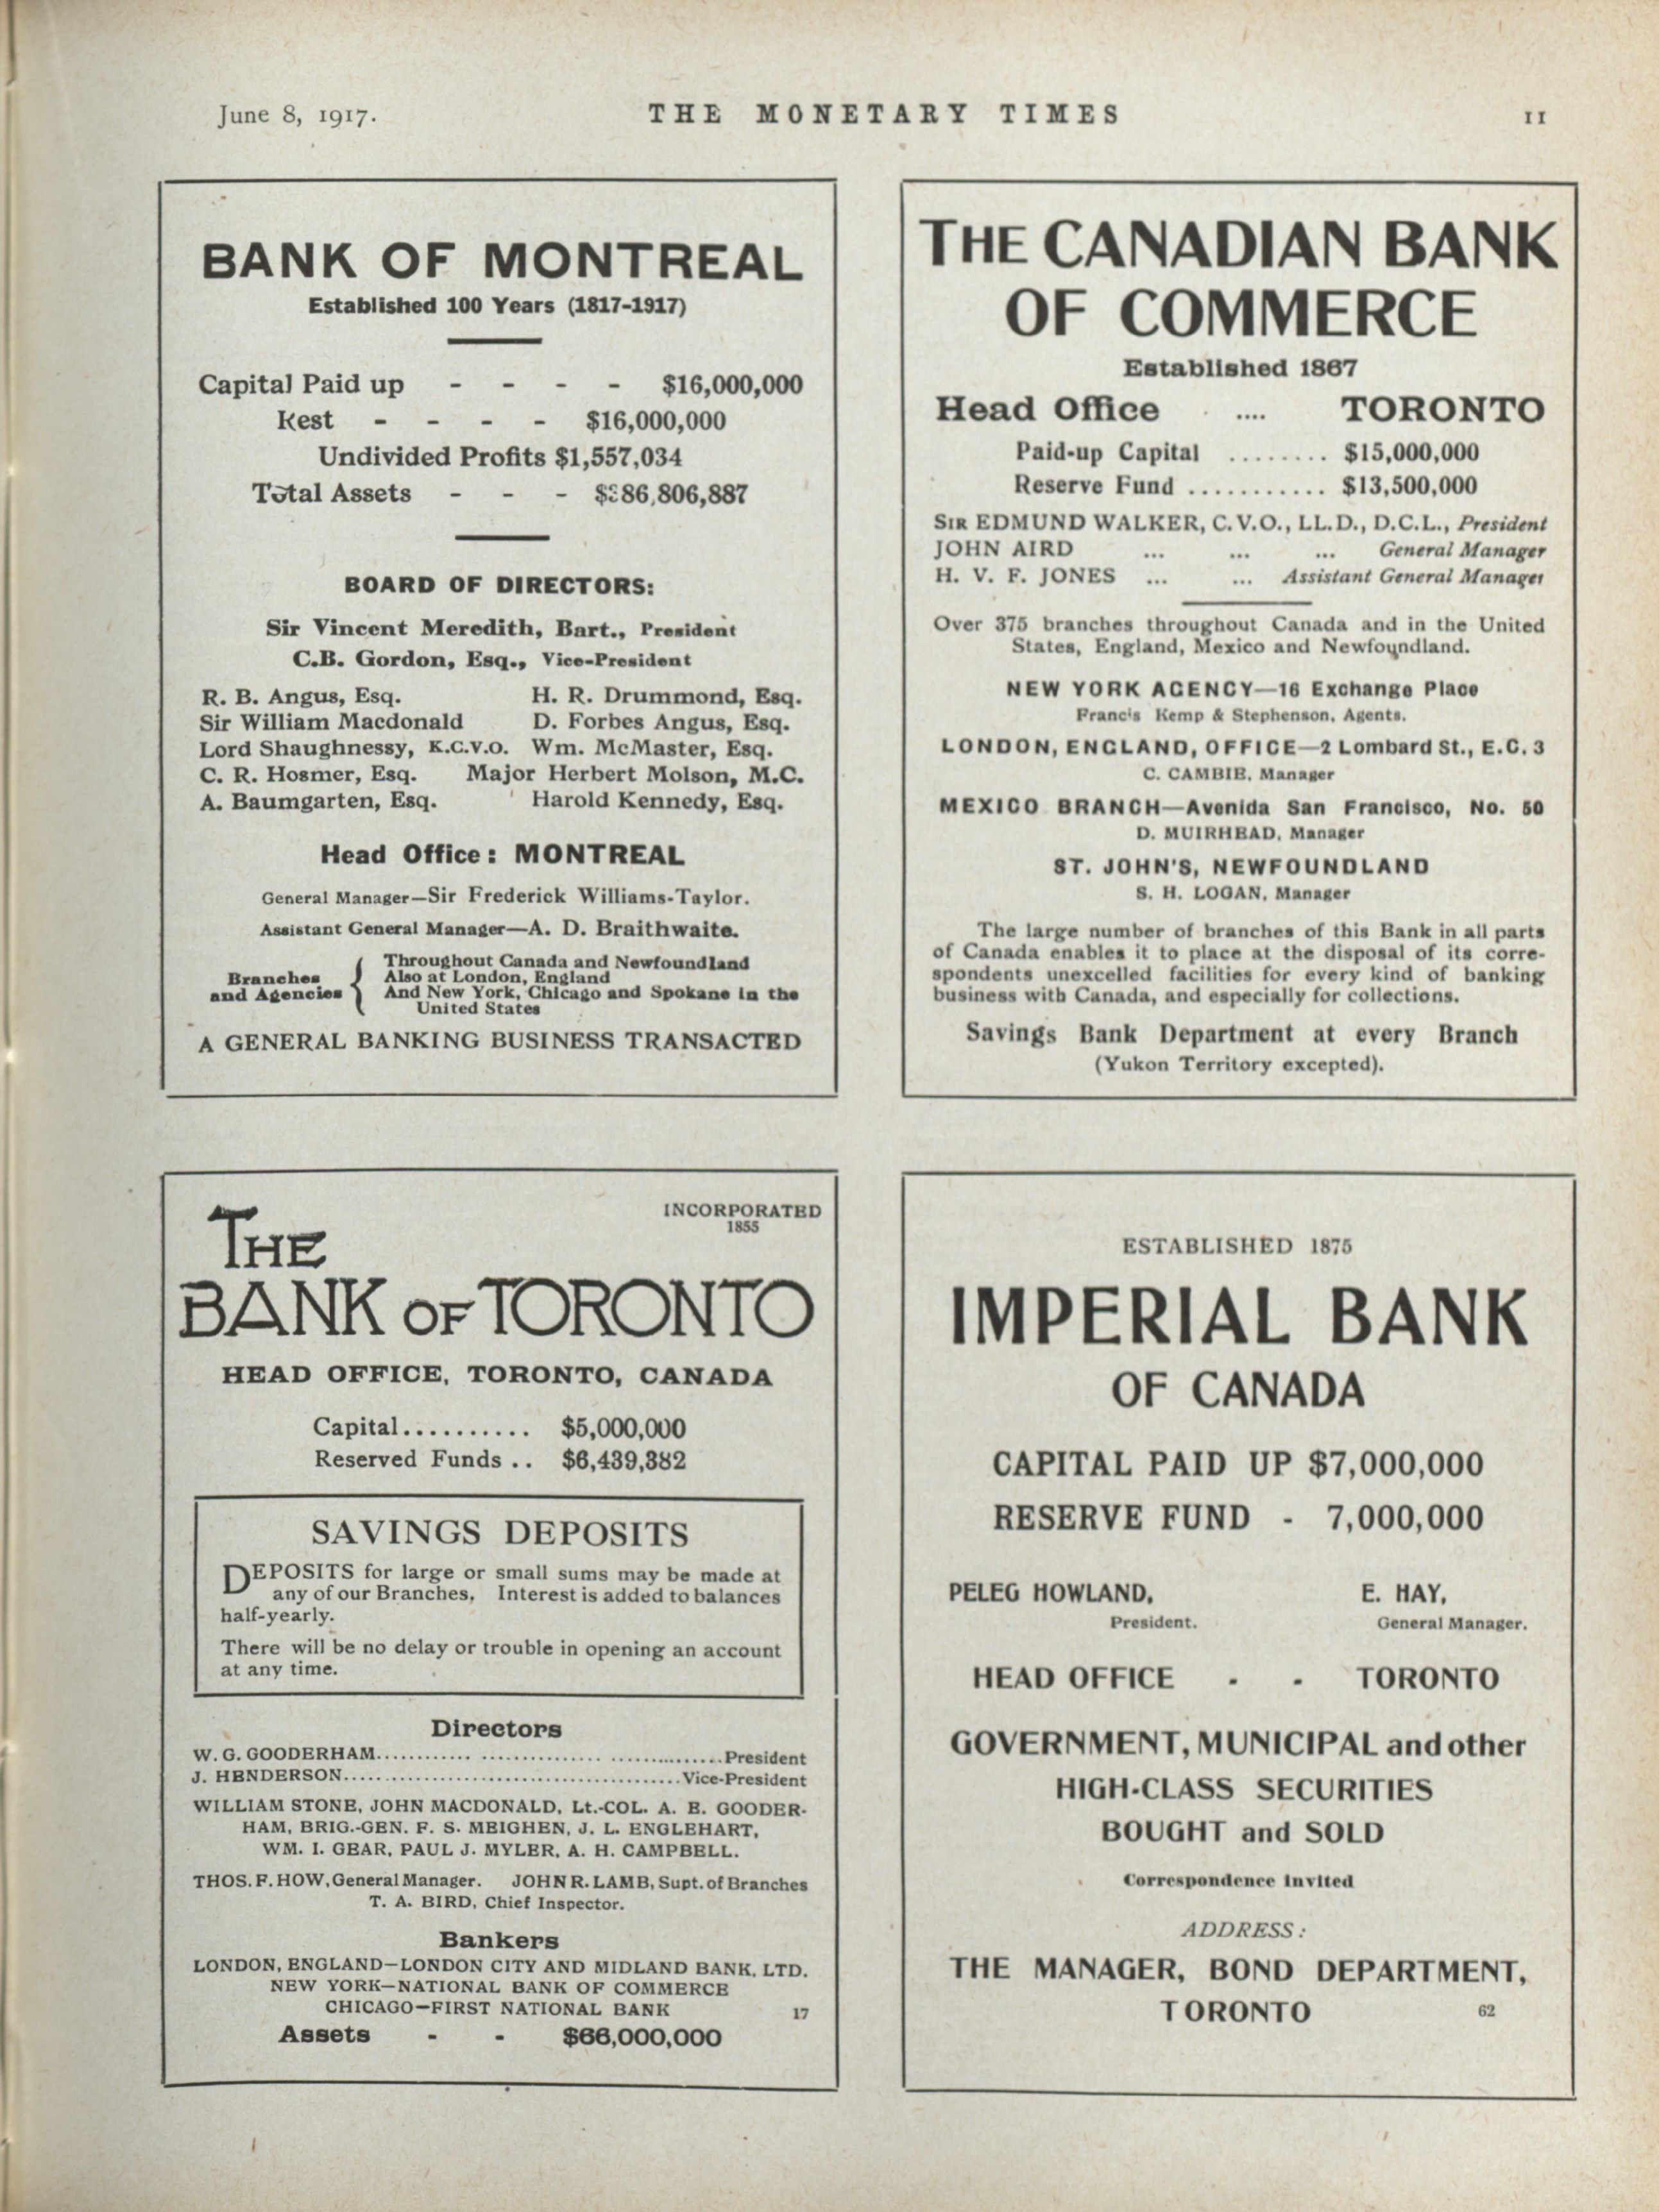 June 8, 1917.
THE MONETARY TIMES
11
BANK OF MONTREAL
Established 100 Years (1817-1917)
Capital Paid up - - - - $16,000,000
Rest - - - - $16,000,000
Undivided Profits $1,557,034
Total Assets - - -
BOARD OF DIRECTORS:
Sir Vincent Meredith, Bart., President
C.B. Gordon, Esq., Vice-President
R. B. Angus, Esq. H. R. Drummond, Esq.
Sir William Macdonald D. Forbes Angus, Esq.
Lord Shaughnessy, K.C.V.O. Wm. McMaster, Esq.
C. R. Hosmer, Esq. Major Herbert Molson, M.C.
A. Baumgarten, Esq. Harold Kennedy, Esq.
Head Office: MONTREAL
General Manager—Sir Frederick Williams-Taylor.
Assistant General Manager—A. D. Braithwaite.
Branches and Agencies
Throughout Canada and Newfoundland
Also at London, England
And New York, Chicago and Spokane in the
United States
A GENERAL BANKING BUSINESS TRANSACTED
THE CANADIAN BANK
OF COMMERCE
Established 1867
Head Office .... TORONTO
Paid-up Capital ........ $15,000,000
Reserve Fund ........... $13,500,000
SIR EDMUND WALKER, C.V.O., LL.D., D.C.L., President
JOHN AIRD ... ... ... General Manager
H. V. F. JONES ... ... Assistant General Manager
Over 375 branches throughout Canada and in the United
States, England, Mexico and Newfoundland.
NEW YORK AGENCY—16 Exchange Place
Francis Kemp & Stephenson, Agents.
LONDON, ENGLAND, OFFICE—2 Lombard St., E.C. 3
C. CAMBIE, Manager
MEXICO BRANCH—Avenida San Francisco, No. 50
D. MUIRHEAD, Manager
ST. JOHN'S, NEWFOUNDLAND
S. H. LOGAN, Manager
The large number of branches of this Bank in all parts
of Canada enables it to place at the disposal of its corre-
spondents unexcelled facilities for every kind of banking
business with Canada, and especially for collections.
Savings Bank Department at every Branch
(Yukon Territory excepted).
INCORPORATED
1855
THE
BANK OF TORONTO
HEAD OFFICE, TORONTO, CANADA
Capital.......... $5,000,000
Reserved Funds .. $6,439,382
SAVINGS DEPOSITS
DEPOSITS for large or small sums may be made at
any of our Branches. Interest is added to balances
half-yearly.
There will be no delay or trouble in opening an account
at any time.
Directors
W. G. GOODERHAM............ ............... ...............President
J. HENDERSON............................................Vice-President
WILLIAM STONE, JOHN MACDONALD, Lt.-COL. A. E. GOODER-
HAM, BRIG.-GEN. F. S. MEIGHEN, J. L. ENGLEHART,
WM. I. GEAR, PAUL J. MYLER, A. H. CAMPBELL.
THOS. F. HOW, General Manager. JOHN R. LAMB, Supt. of Branches
T. A. BIRD, Chief Inspector.
Bankers
LONDON, ENGLAND—LONDON CITY AND MIDLAND BANK, LTD.
NEW YORK—NATIONAL BANK OF COMMERCE
CHICAGO—FIRST NATIONAL BANK 17
Assets - - $66,000,000
ESTABLISHED 1875
IMPERIAL BANK
OF CANADA
CAPITAL PAID UP $7,000,000
RESERVE FUND - 7,000,000
PELEG HOWLAND, E. HAY,
President. General Manager.
HEAD OFFICE - - TORONTO
GOVERNMENT, MUNICIPAL and other
HIGH-CLASS SECURITIES
BOUGHT and SOLD
Correspondence Invited
ADDRESS:
THE MANAGER, BOND DEPARTMENT,
TORONTO 62